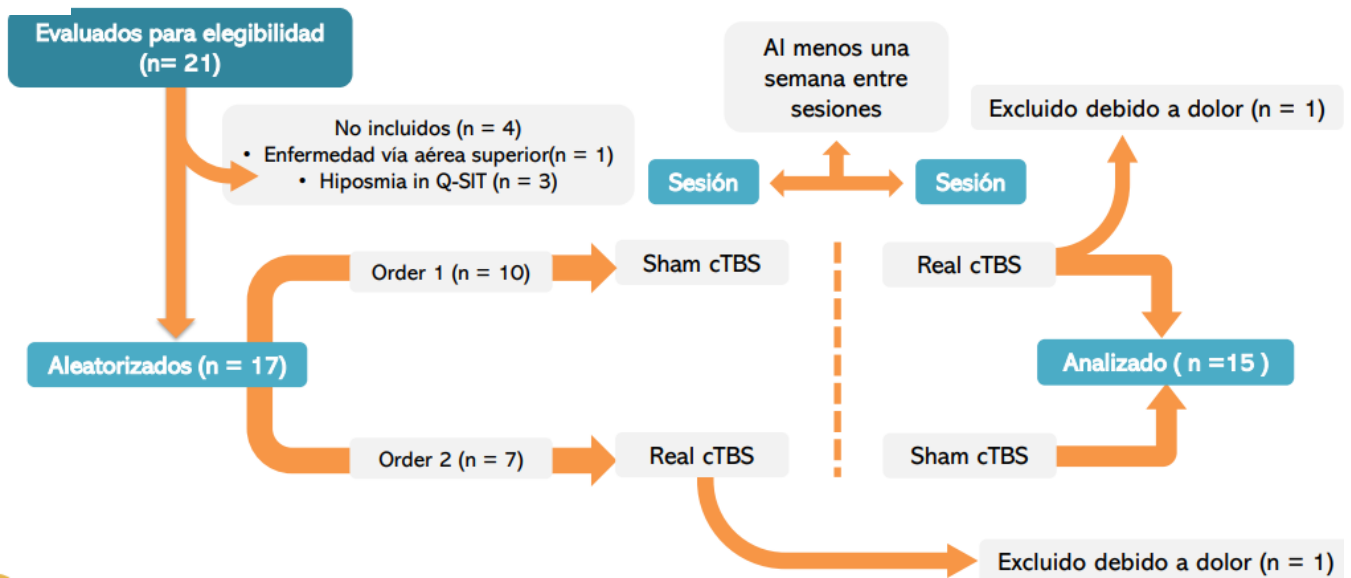 Evaluados para elegibilidad
(n= 21)
No incluidos (n = 4)
• Enfermedad vía aérea superior(n = 1)
• Hiposmia in Q-SIT (n = 3)
Al menos una
semana entre
sesiones
Excluido debido a dolor (n = 1)
Sesión
Sesión
Order 1 (n = 10)
Sham cTBS
Real cTBS
Aleatorizados (n = 17)
Analizado ( n =15 )
Order 2 (n = 7)
Real cTBS
Sham cTBS
Excluido debido a dolor (n = 1)